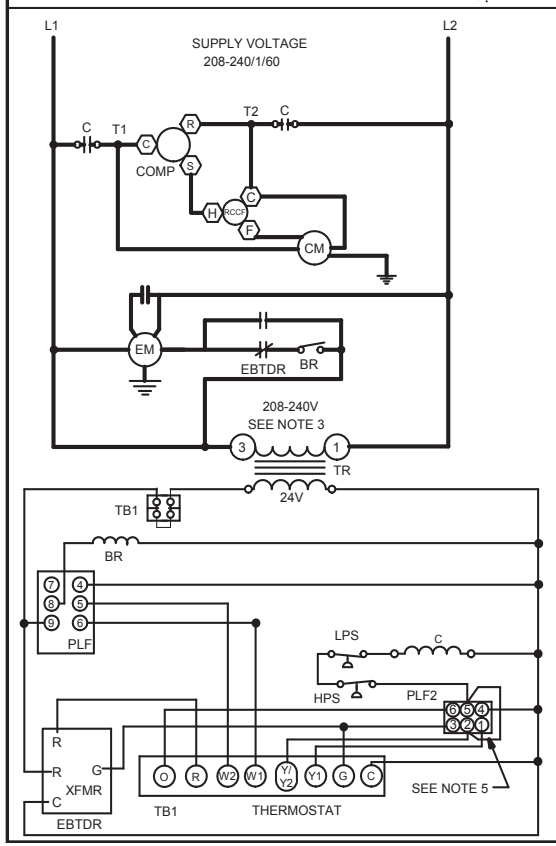 L1
L2
SUPPLY VOLTAGE
208-240/1/60
C
T1
C
R
S
COMP
T2
C
C
H
RCCF
F
CM
EM
EBTDR
BR
208-240V
SEE NOTE 3
3
1
TR
24V
TB1
BR
7
4
8
5
9
6
PLF
LPS
C
HPS
PLF2
6
5
4
3
2
1
SEE NOTE 5
R
R
G
XFMR
C
EBTDR
O
R
W2
W1
Y/
Y2
Y1
G
C
TB1
THERMOSTAT